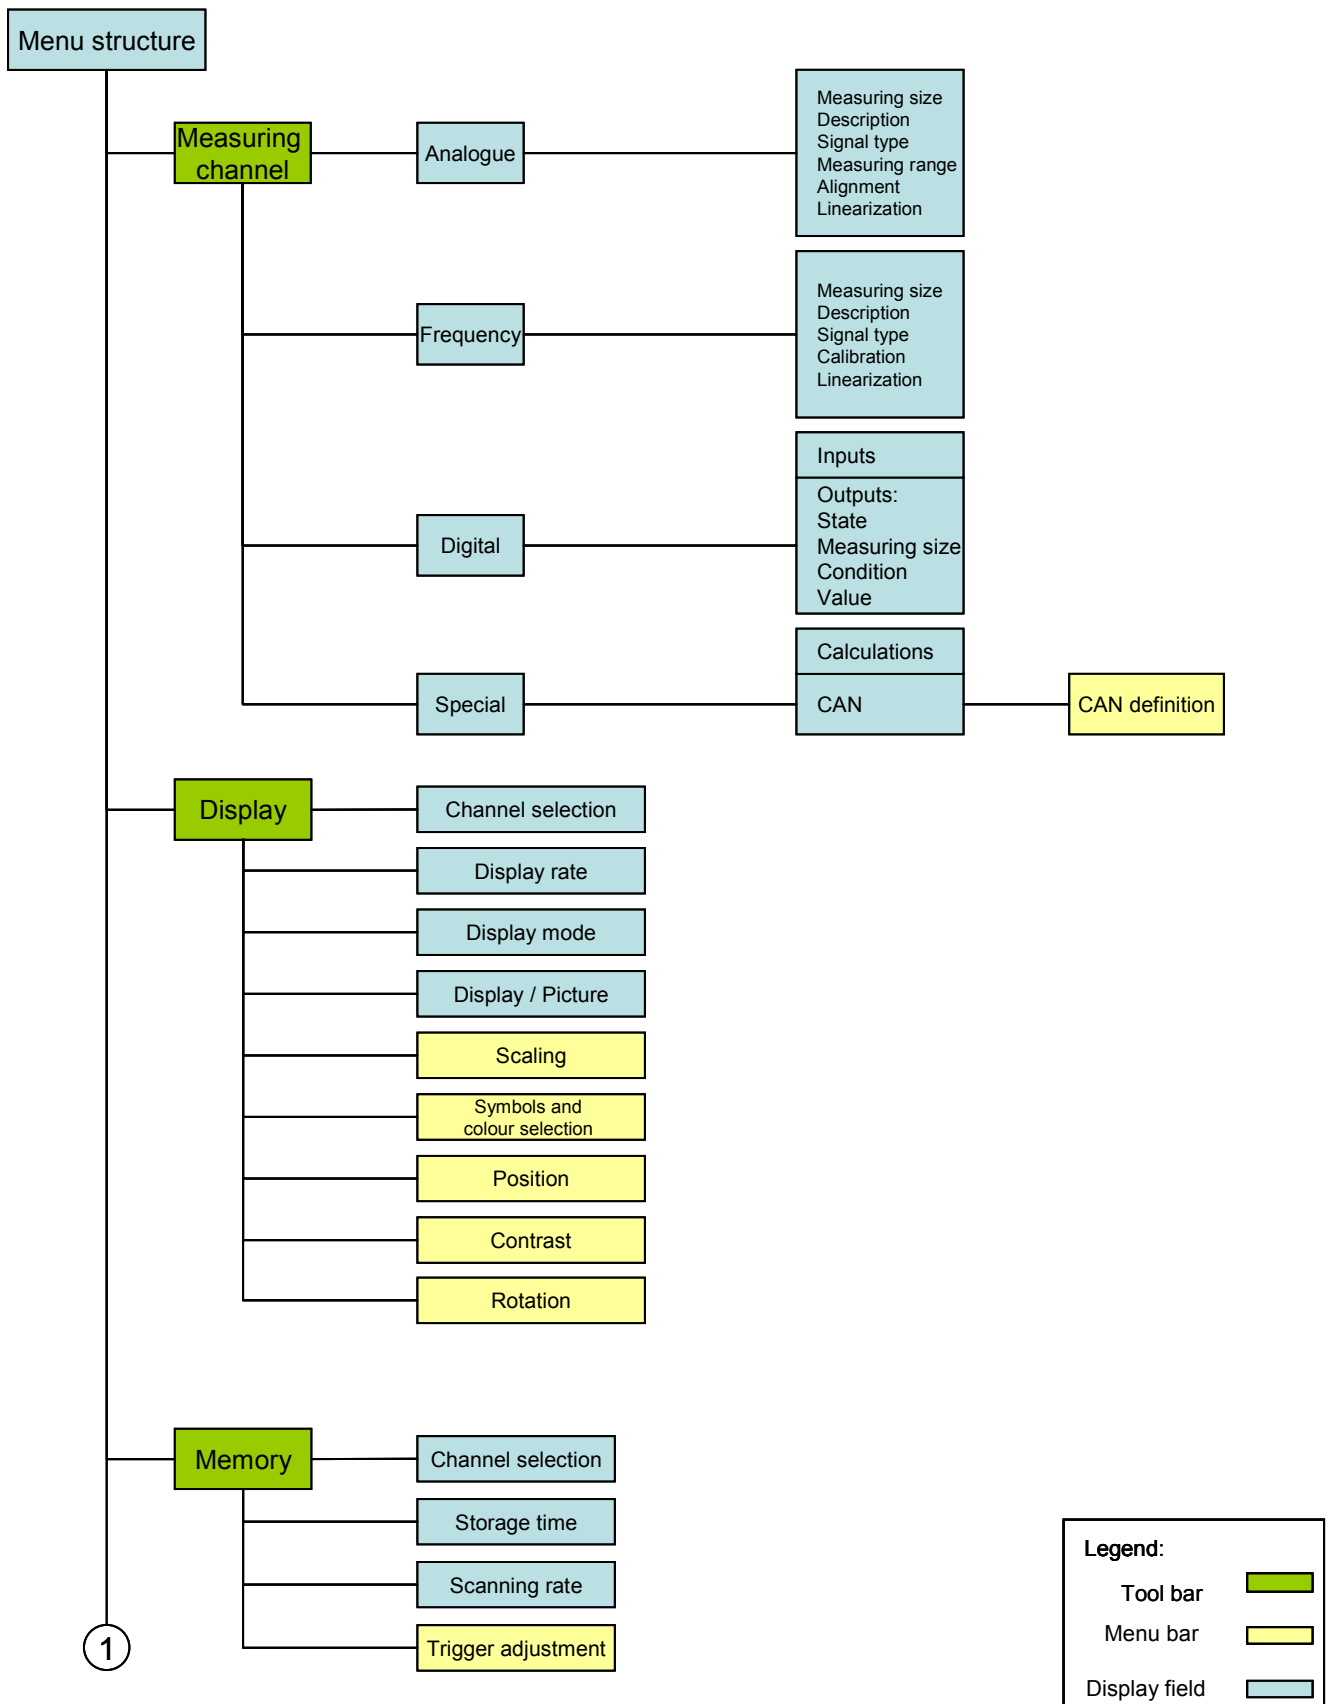 Menu structure
Measuring
channel
Analogue
Measuring size
Description
Signal type
Measuring range
Alignment
Linearization
Frequency
Measuring size
Description
Signal type
Calibration
Linearization
Digital
Inputs
Outputs:
State
Measuring size
Condition
Value
Special
Calculations
CAN
CAN definition
Display
Channel selection
Display rate
Display mode
Display / Picture
Scaling
Symbols and
colour selection
Position
Contrast
Rotation
Memory
Channel selection
Storage time
Scanning rate
Trigger adjustment
1
Legend:
Tool bar
Menu bar
Display field